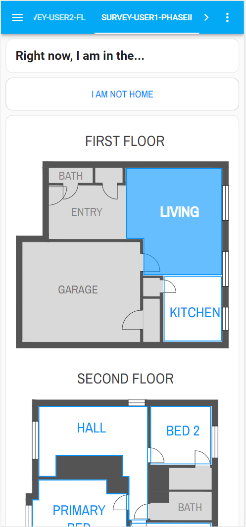 VEY-USER2-FL
SURVEY-USER1-PHASEII
Right now, I am in the...
I AM NOT HOME
FIRST FLOOR
BATH
ENTRY
LIVING
GARAGE
KITCHEN
SECOND FLOOR
HALL
BED 2
BATH
PRIMARY
BED